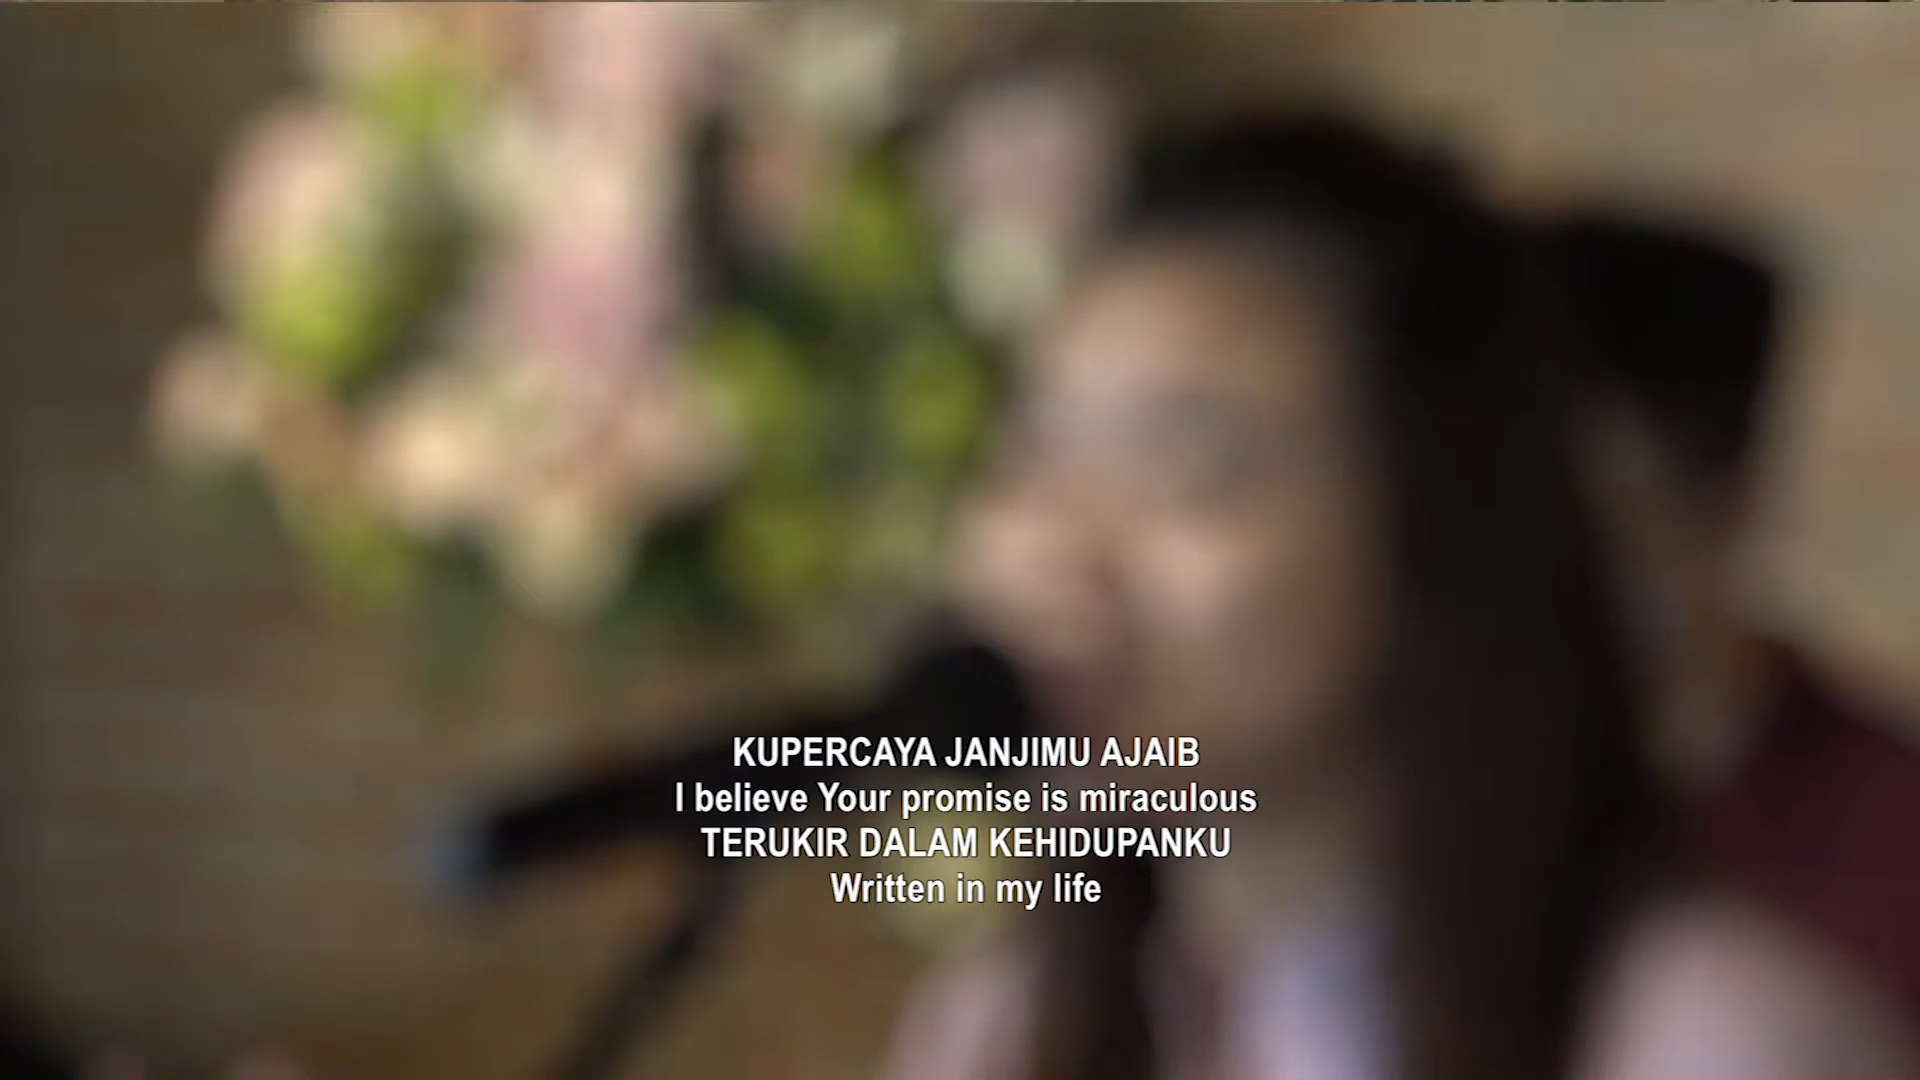 KUPERCAYA JANJIMU AJAIB
I believe Your promise is miraculous
TERUKIR DALAM KEHIDUPANKU
Written in my life